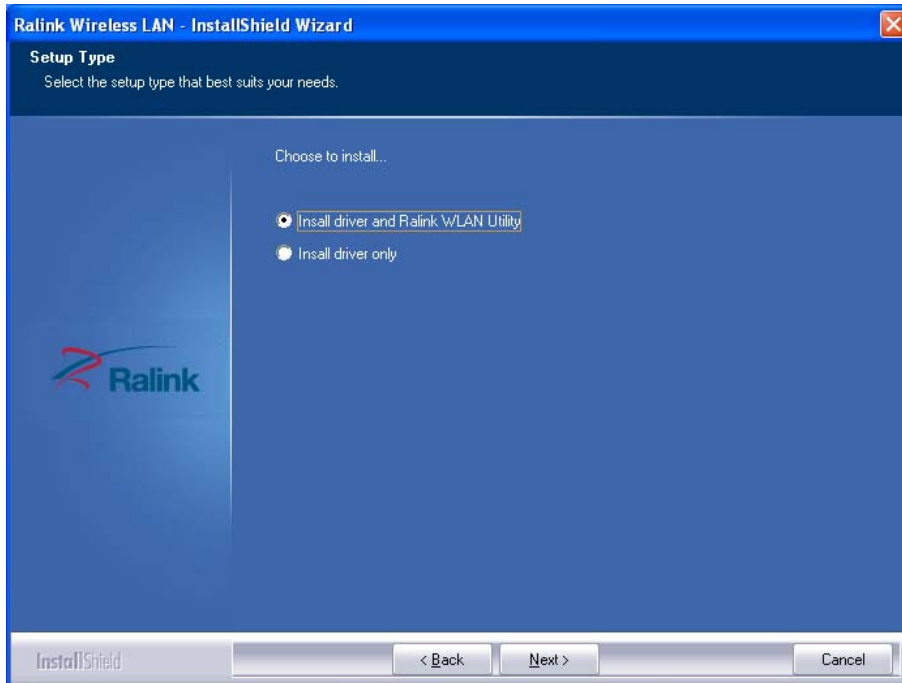 Ralink Wireless LAN - InstallShield Wizard
Setup Type
Select the setup type that best suits your needs.
Choose to install...
Insall driver and Ralink WLAN Utility
Insall driver only
Ralink
InstallShield
< Back
Next >
Cancel